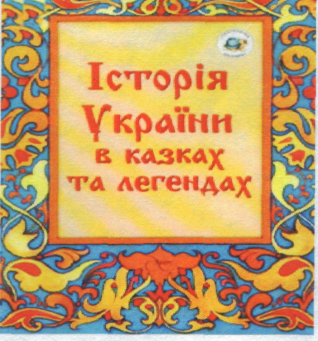 Історія
України
в казках
та легендах